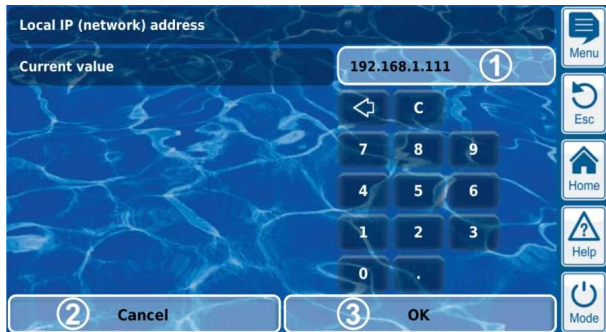 Local IP (network) address
Menu
Current value
192.168.1.111
1
C
Esc
7 8 9
4 5 6
Home
1 2 3
Help
0 .
2 Cancel
3 OK
Mode